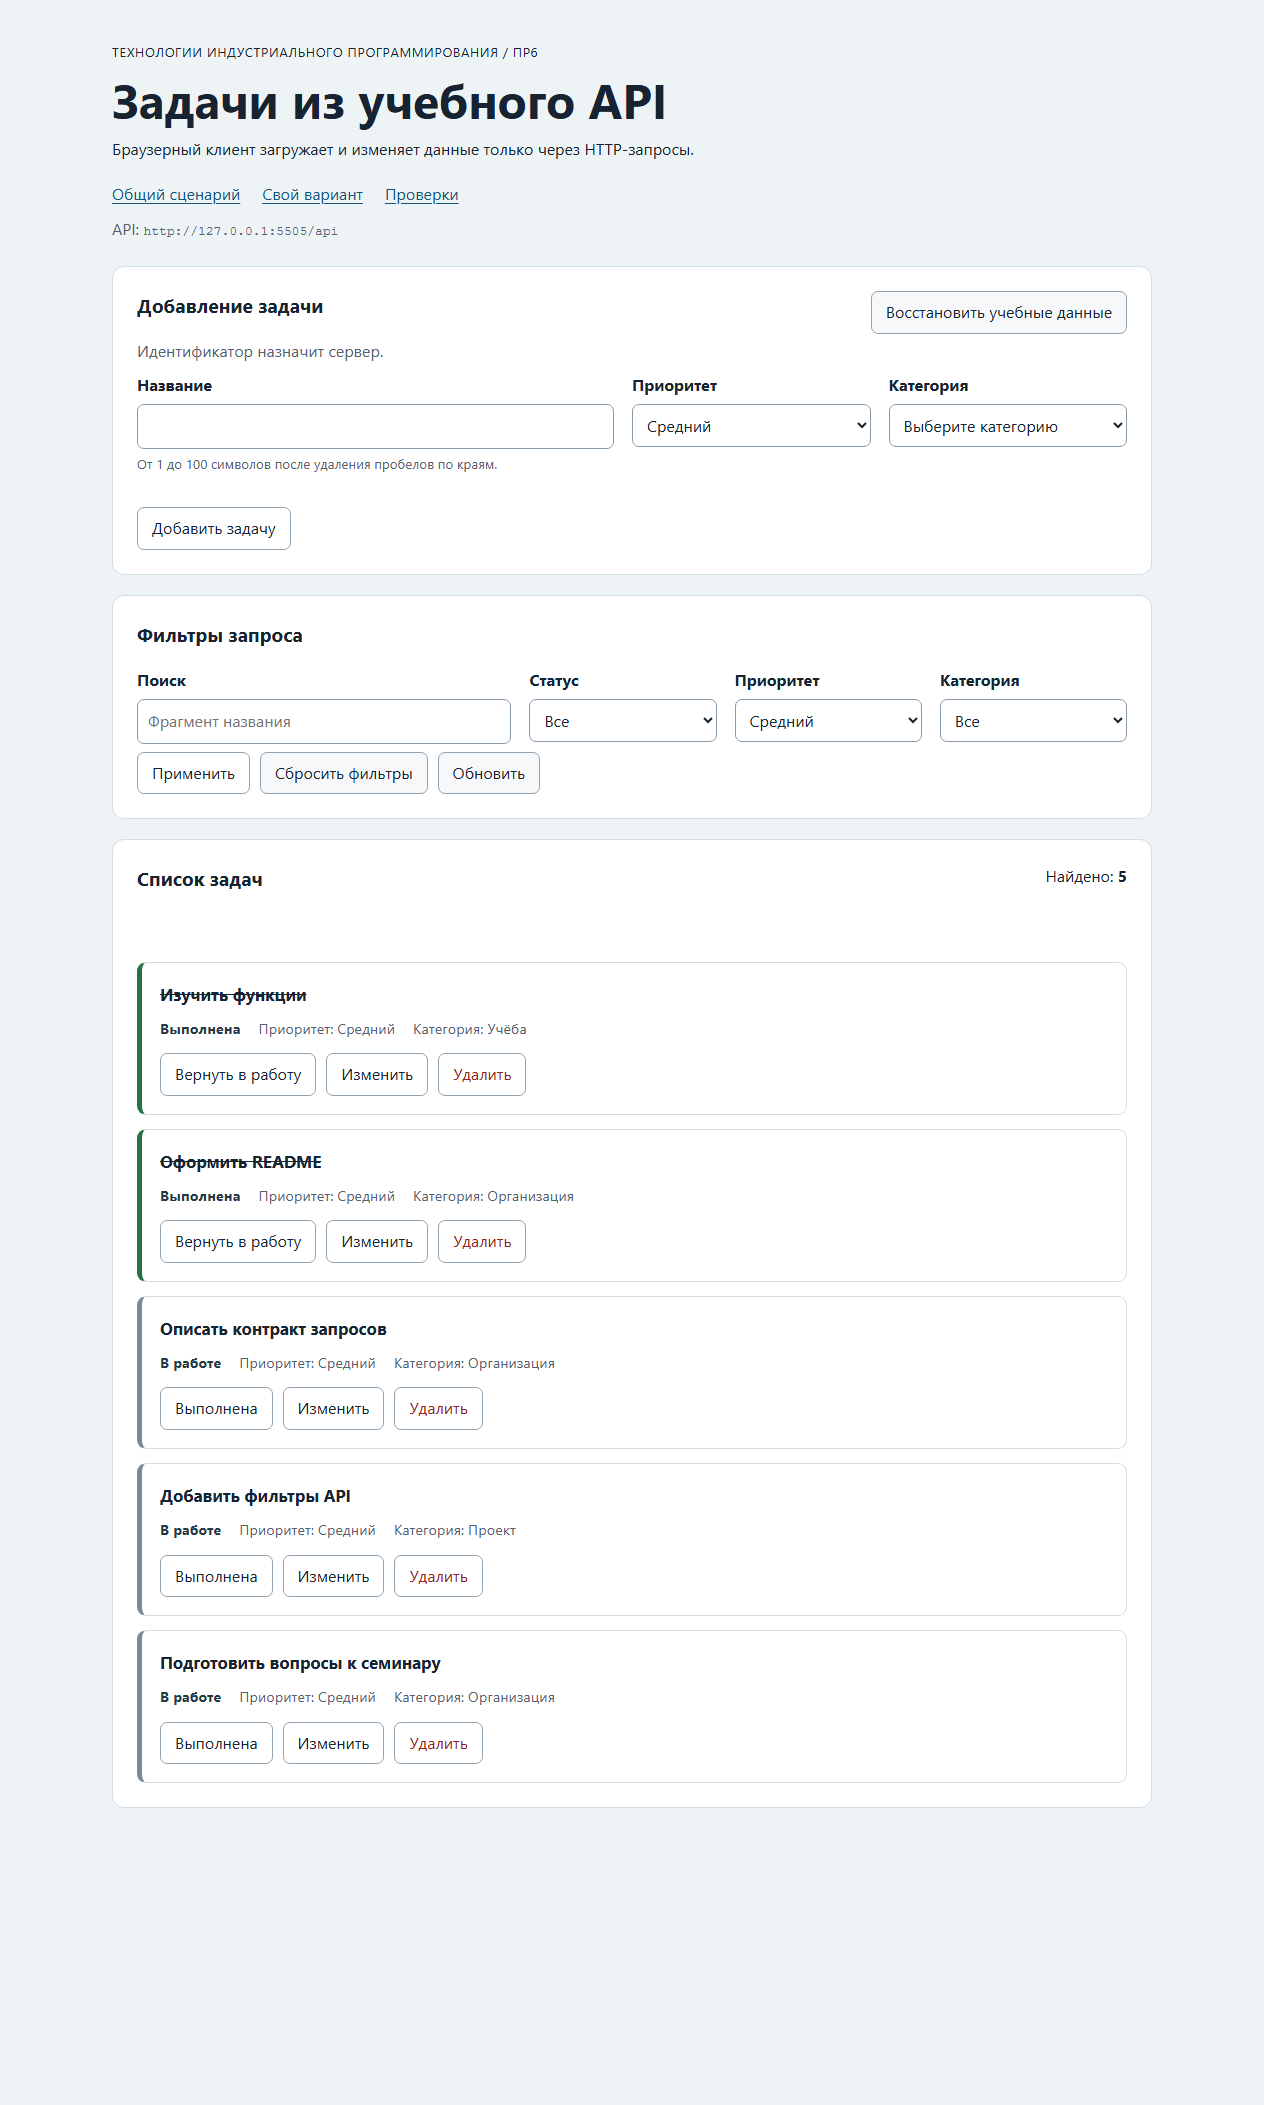 ТЕХНОЛОГИИ ИНДУСТРИАЛЬНОГО ПРОГРАММИРОВАНИЯ / ПР6
Задачи из учебного API
Браузерный клиент загружает и изменяет данные только через HTTP-запросы.
Общий сценарий Свой вариант Проверки
API: http://127.0.0.1:5505/api
Добавление задачи Восстановить учебные данные
Идентификатор назначит сервер.
Название Приоритет Категория
Средний Выберите категорию
От 1 до 100 символов после удаления пробелов по краям.
Добавить задачу
Фильтры запроса
Поиск Статус Приоритет Категория
Фрагмент названия Все Средний Все
Применить Сбросить фильтры Обновить
Список задач Найдено: 5
Изучить функции
Выполнена Приоритет: Средний Категория: Учёба
Вернуть в работу Изменить Удалить
Оформить README
Выполнена Приоритет: Средний Категория: Организация
Вернуть в работу Изменить Удалить
Описать контракт запросов
В работе Приоритет: Средний Категория: Организация
Выполнена Изменить Удалить
Добавить фильтры API
В работе Приоритет: Средний Категория: Проект
Выполнена Изменить Удалить
Подготовить вопросы к семинару
В работе Приоритет: Средний Категория: Организация
Выполнена Изменить Удалить